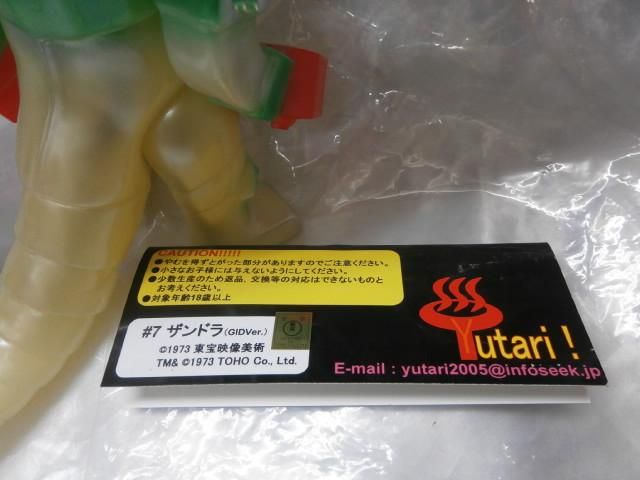 CAUTION!!!!!
●やむを得ずとがった部分がありますのでご注意ください。
●小さなお子様には与えないようにしてください。
●少数生産のため返品、交換等の対応はできないものと
お考えください。
●対象年齢18歳以上
#7 ザンドラ(GIDVer.)
©1973 東宝映像美術
TM& ©1973 TOHO Co., Ltd.
Yutari !
E-mail : yutari2005@infoseek.jp